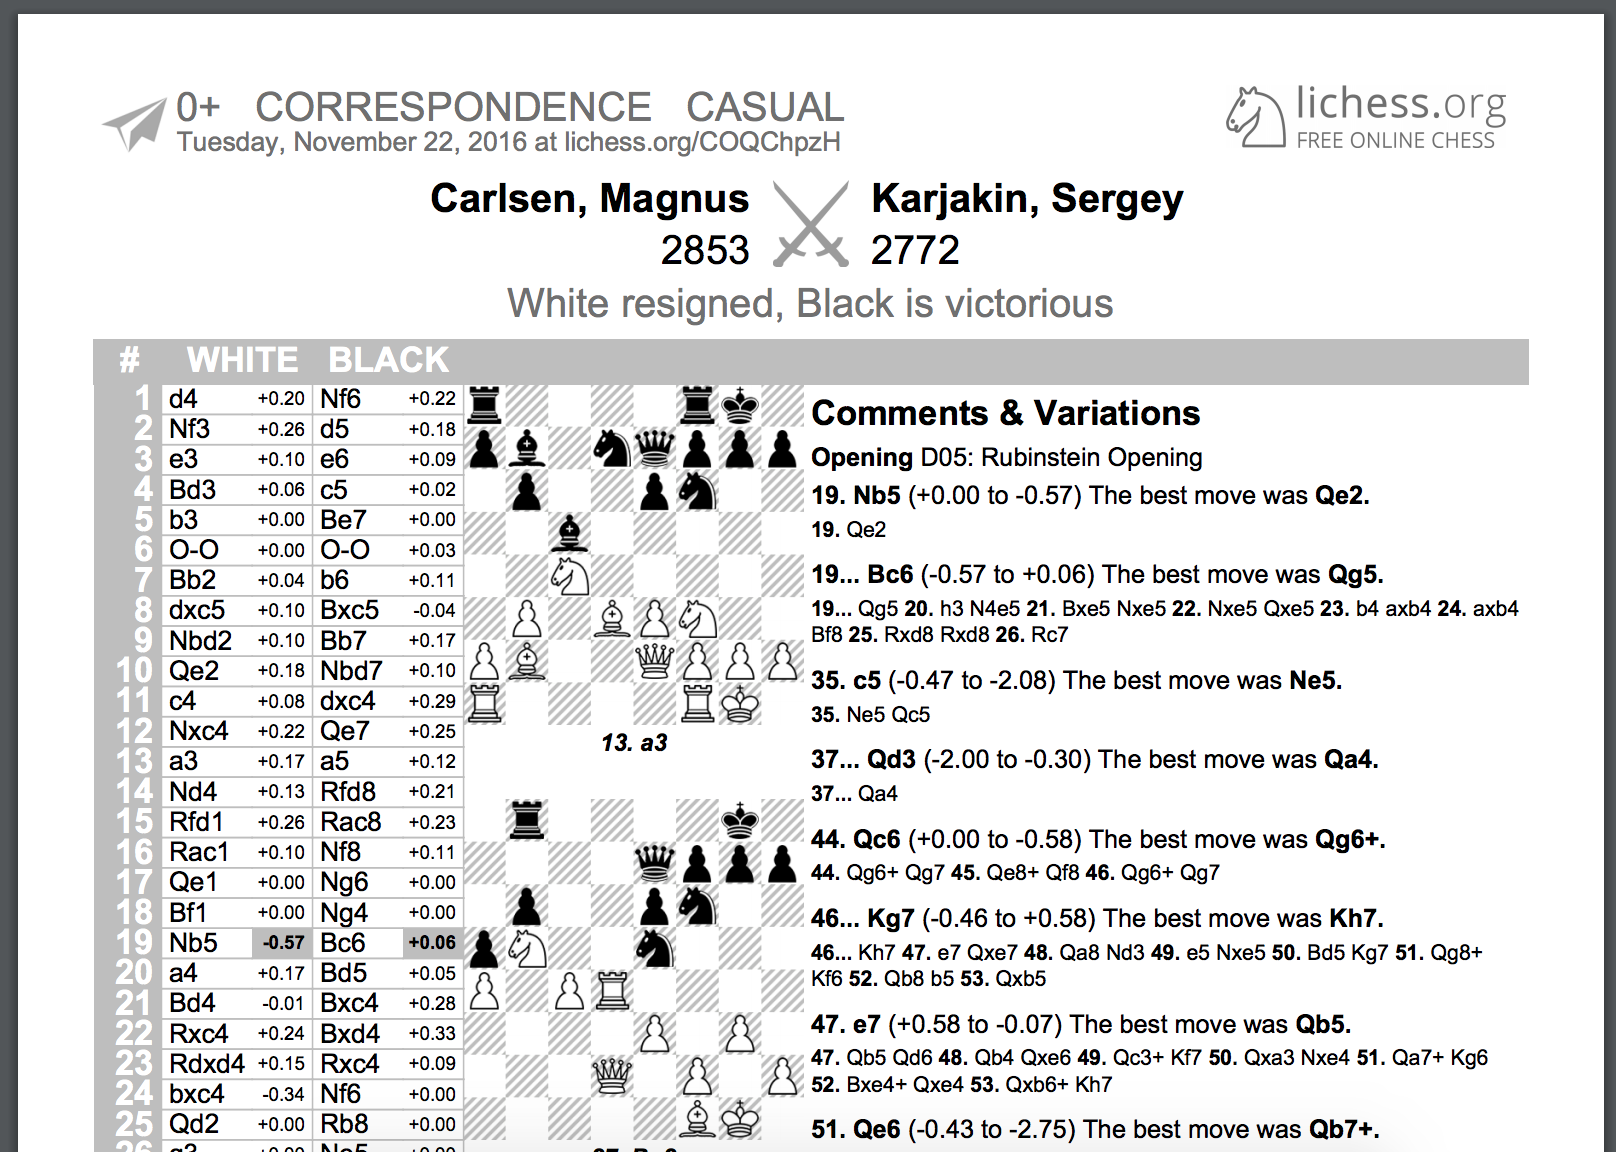 0+ CORRESPONDENCE CASUAL
Tuesday, November 22, 2016 at lichess.org/COQChpzH
lichess.org
FREE ONLINE CHESS
Carlsen, Magnus
2853
Karjakin, Sergey
2772
White resigned, Black is victorious
# WHITE BLACK
1 d4 +0.20 Nf6 +0.22
2 Nf3 +0.26 d5 +0.18
3 e3 +0.10 e6 +0.09
4 Bd3 +0.06 c5 +0.02
5 b3 +0.00 Be7 +0.00
6 O-O +0.00 O-O +0.03
7 Bb2 +0.04 b6 +0.11
8 dxc5 +0.10 Bxc5 -0.04
9 Nbd2 +0.10 Bb7 +0.17
10 Qe2 +0.18 Nbd7 +0.10
11 c4 +0.08 dxc4 +0.29
12 Nxc4 +0.22 Qe7 +0.25
13 a3 +0.17 a5 +0.12
14 Nd4 +0.13 Rfd8 +0.21
15 Rfd1 +0.26 Rac8 +0.23
16 Rac1 +0.10 Nf8 +0.11
17 Qe1 +0.00 Ng6 +0.00
18 Bf1 +0.00 Ng4 +0.00
19 Nb5 -0.57 Bc6 +0.06
20 a4 +0.17 Bd5 +0.05
21 Bd4 -0.01 Bxc4 +0.28
22 Rxc4 +0.24 Bxd4 +0.33
23 Rdxd4 +0.15 Rxc4 +0.09
24 bxc4 -0.34 Nf6 +0.00
25 Qd2 +0.00 Rb8 +0.00
13. a3
Comments & Variations
Opening D05: Rubinstein Opening
19. Nb5 (+0.00 to -0.57) The best move was Qe2.
19. Qe2
19... Bc6 (-0.57 to +0.06) The best move was Qg5.
19... Qg5 20. h3 N4e5 21. Bxe5 Nxe5 22. Nxe5 Qxe5 23. b4 axb4 24. axb4
Bf8 25. Rxd8 Rxd8 26. Rc7
35. c5 (-0.47 to -2.08) The best move was Ne5.
35. Ne5 Qc5
37... Qd3 (-2.00 to -0.30) The best move was Qa4.
37... Qa4
44. Qc6 (+0.00 to -0.58) The best move was Qg6+.
44. Qg6+ Qg7 45. Qe8+ Qf8 46. Qg6+ Qg7
46... Kg7 (-0.46 to +0.58) The best move was Kh7.
46... Kh7 47. e7 Qxe7 48. Qa8 Nd3 49. e5 Nxe5 50. Bd5 Kg7 51. Qg8+
Kf6 52. Qb8 b5 53. Qxb5
47. e7 (+0.58 to -0.07) The best move was Qb5.
47. Qb5 Qd6 48. Qb4 Qxe6 49. Qc3+ Kf7 50. Qxa3 Nxe4 51. Qa7+ Kg6
52. Bxe4+ Qxe4 53. Qxb6+ Kh7
51. Qe6 (-0.43 to -2.75) The best move was Qb7+.